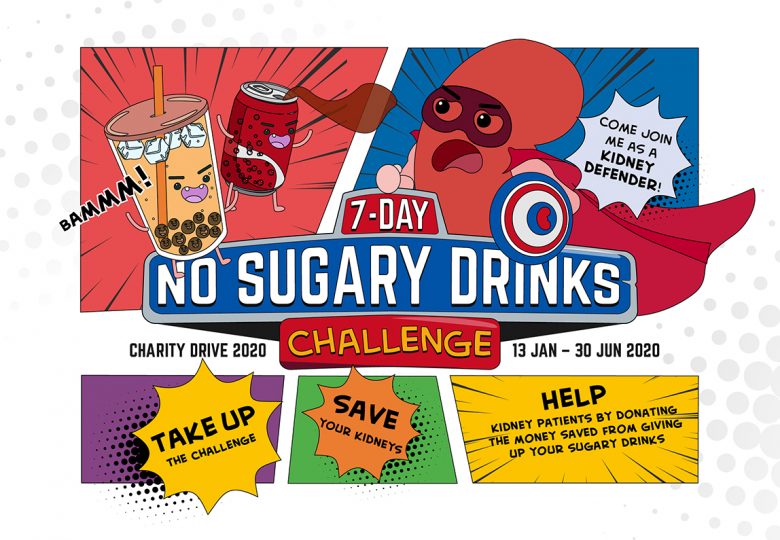 BAMMM!
COME JOIN
ME AS A
KIDNEY
DEFENDER!
7-DAY
NO SUGARY DRINKS
CHALLENGE
CHARITY DRIVE 2020
13 JAN – 30 JUN 2020
TAKE UP
THE CHALLENGE
SAVE
YOUR KIDNEYS
HELP
KIDNEY PATIENTS BY DONATING
THE MONEY SAVED FROM GIVING
UP YOUR SUGARY DRINKS